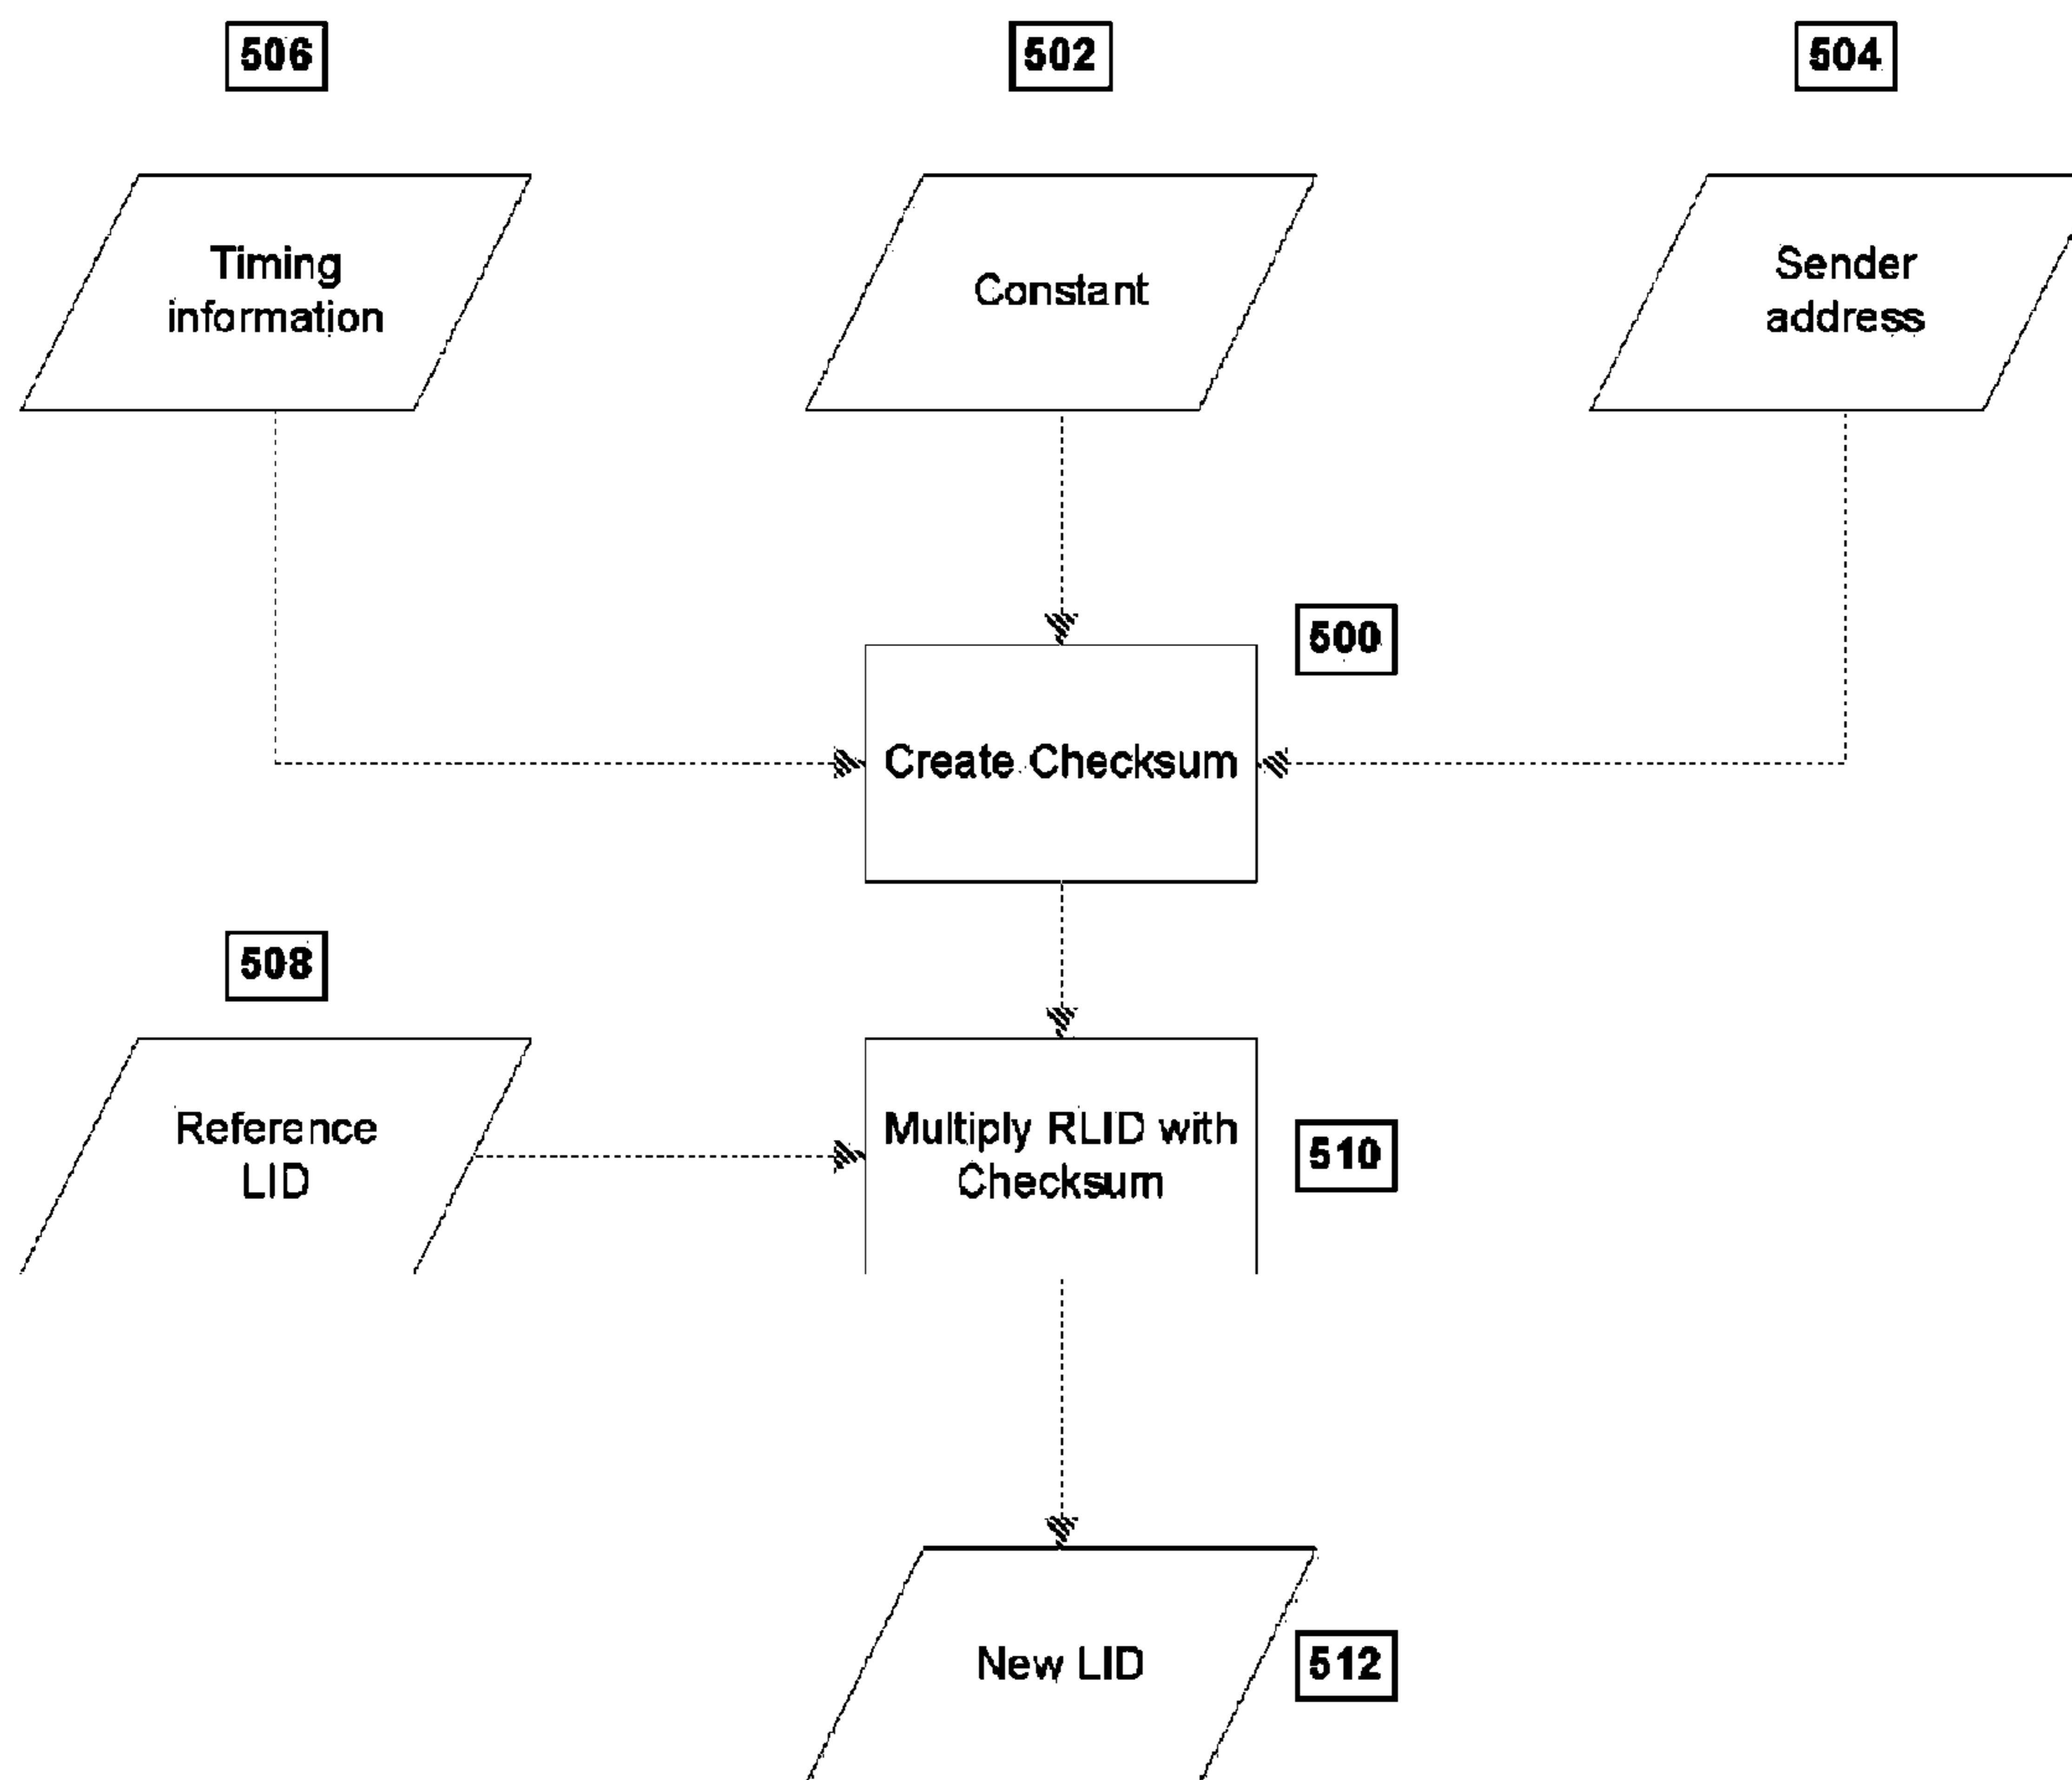 506
502
504
Timing
information
Constant
Sender
address
500
Create Checksum
508
Reference
LID
Multiply RLID with
Checksum
510
New LID
512